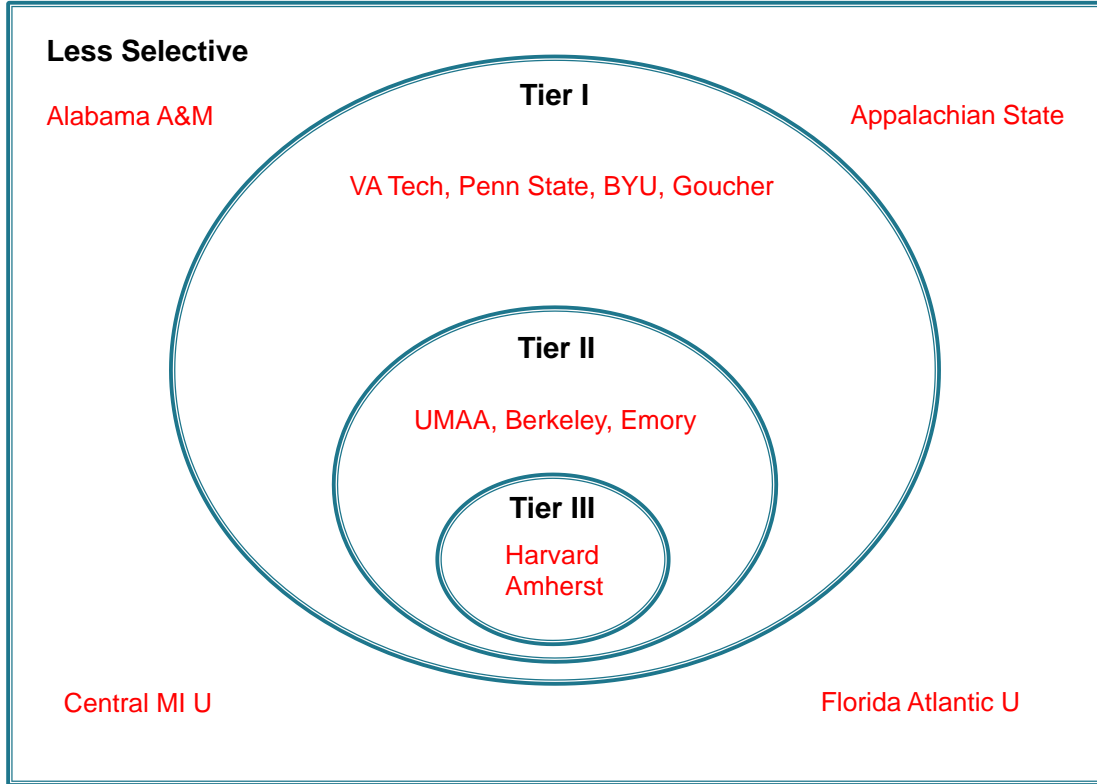 Less Selective
Tier I
Alabama A&M
Appalachian State
VA Tech, Penn State, BYU, Goucher
Tier II
UMAA, Berkeley, Emory
Tier III
Harvard
Amherst
Central MI U
Florida Atlantic U